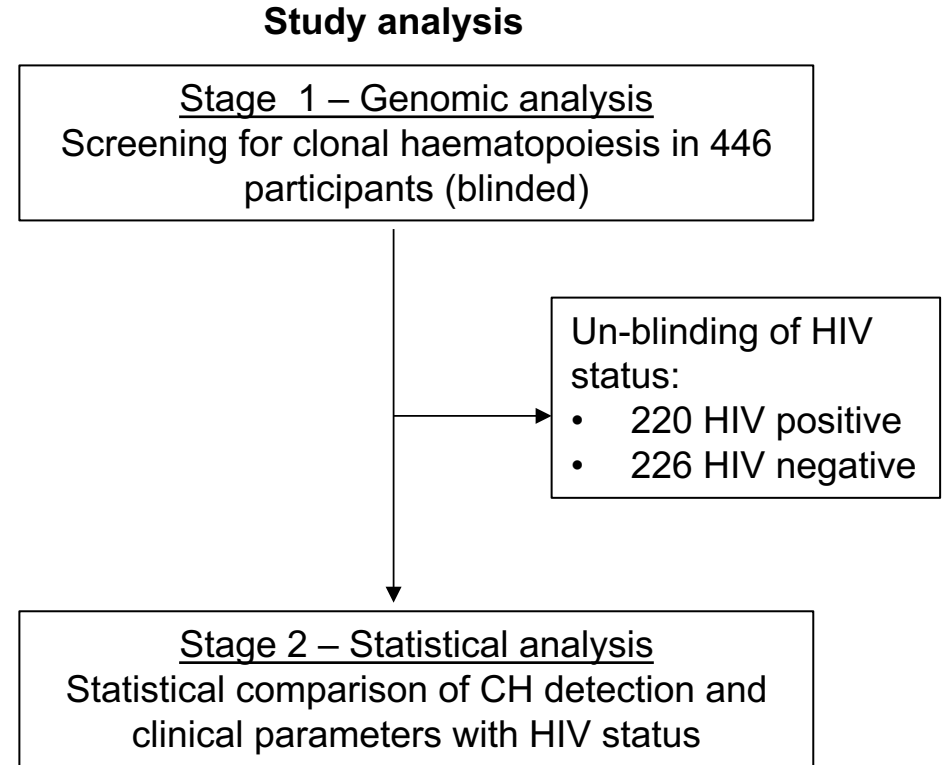 Study analysis
Stage  1 – Genomic analysis
Screening for clonal haematopoiesis in 446
participants (blinded)
Un-blinding of HIV
status:
• 220 HIV positive
• 226 HIV negative
Stage 2 – Statistical analysis
Statistical comparison of CH detection and
clinical parameters with HIV status